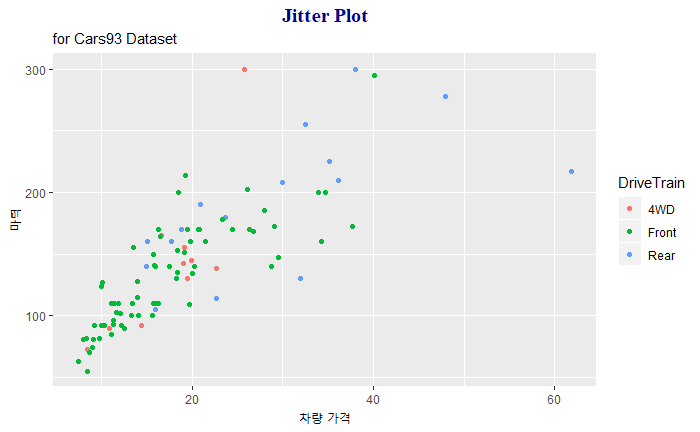 Jitter Plot
for Cars93 Dataset
300
200
100
마력
20
40
60
차량 가격
DriveTrain
4WD
Front
Rear